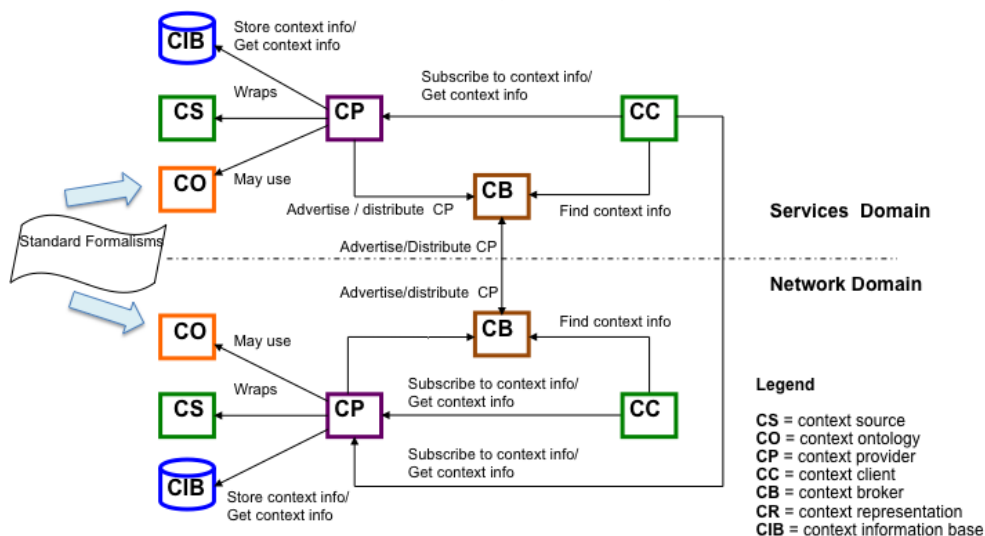 CIB
Store context info/
Get context info
Subscribe to context info/
Get context info
Wraps
CS
CP
CC
CO
May use
CB
Advertise / distribute CP
Find context info
Services Domain
Standard Formalisms
Advertise/Distribute CP
Network Domain
Advertise/distribute CP
CO
May use
CB
Find context info
Wraps
Subscribe to context info/
Get context info
CS
CP
CC
Subscribe to context info/
Get context info
CIB
Store context info/
Get context info
Legend
CS = context source
CO = context ontology
CP = context provider
CC = context client
CB = context broker
CR = context representation
CIB = context information base